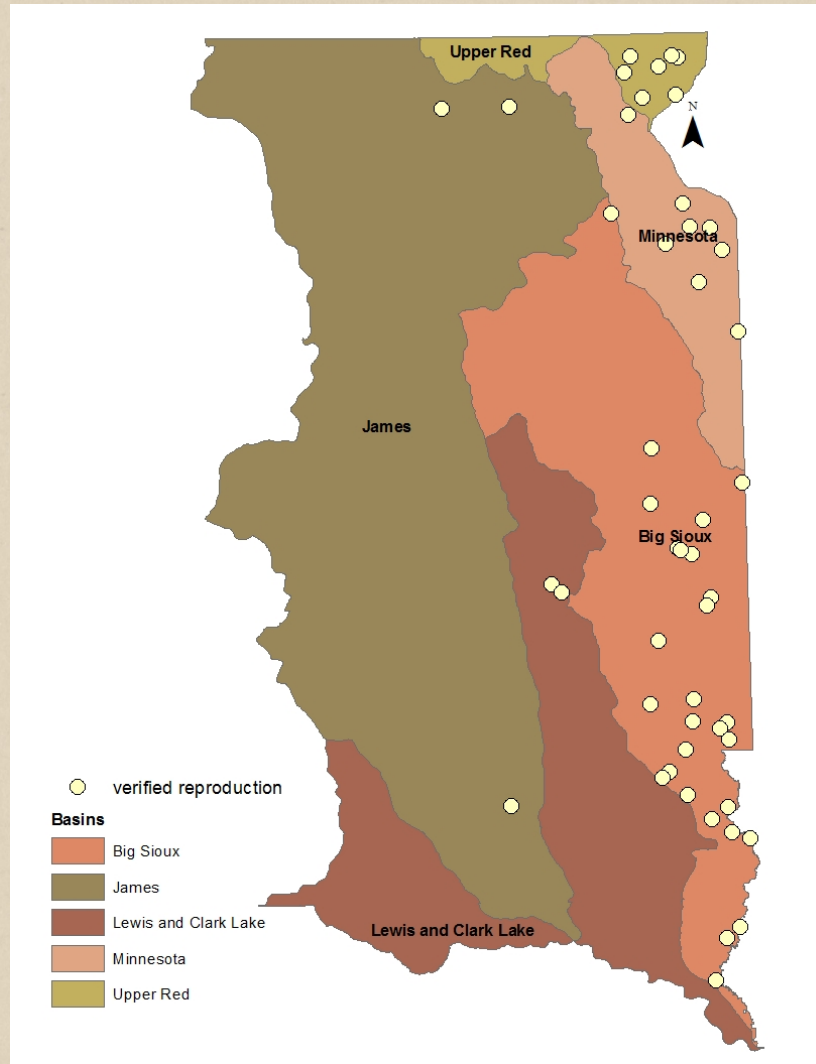 Upper Red
N
Minnesota
James
Big Sioux
verified reproduction
Basins
Big Sioux
James
Lewis and Clark Lake
Lewis and Clark Lake
Minnesota
Upper Red